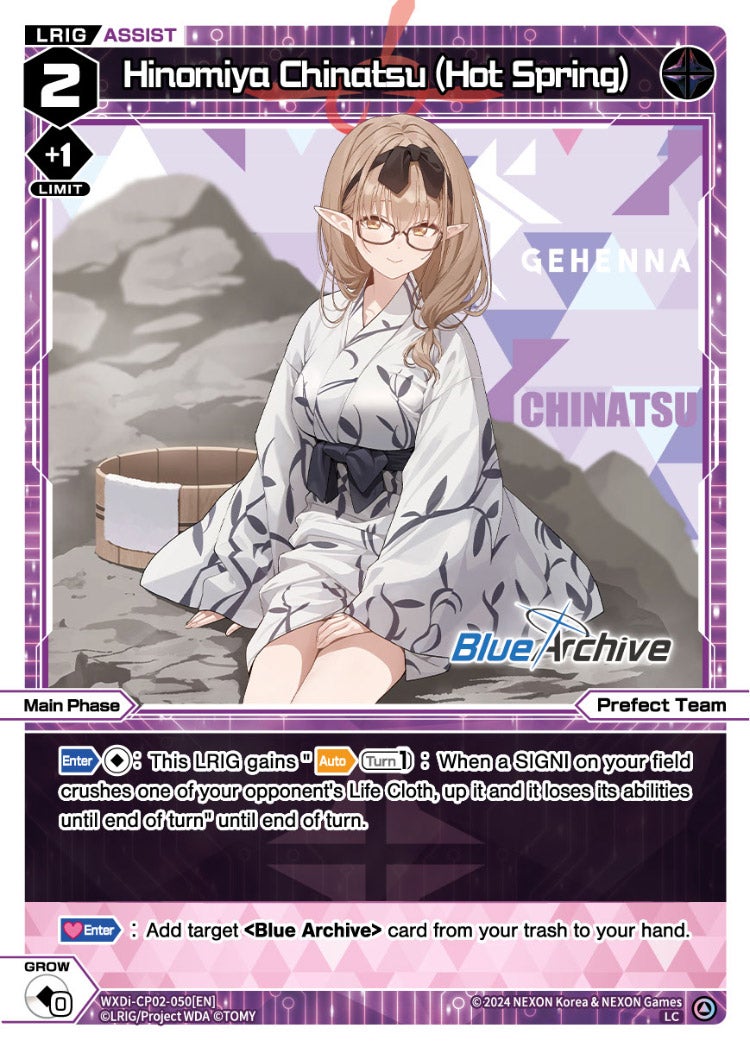 LRIG ASSIST
2
Hinomiya Chinatsu (Hot Spring)
+1
LIMIT
GEHENNA
CHINATSU
Blue Archive
Main Phase
Prefect Team
Enter : This LRIG gains " Auto Turn 1 : When a SIGNI on your field
crushes one of your opponent's Life Cloth, up it and it loses its abilities
until end of turn" until end of turn.
Enter : Add target <Blue Archive> card from your trash to your hand.
GROW
0
WXDi-CP02-050[EN]
©2024 NEXON Korea & NEXON Games
©LRIG/Project WDA ©TOMY
LC